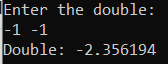 Enter the double:
-1 -1
Double: -2.356194